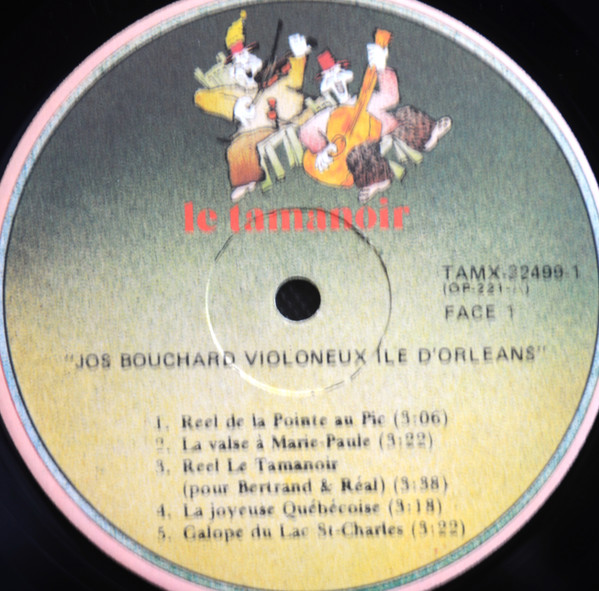 le tamanoir
TAMX-22499-1
FACE 1
"JOS BOUCHARD VIOLONEUX ILE D'ORLEANS"
1. Reel de la Pointe au Pic (3:06)
2. La valse à Marie-Paule (3:22)
3. Reel Le Tamanoir
(pour Bertrand & Réal) (3:38)
4. La joyeuse Québécoise (3:18)
5. Galope du Lac St-Charles (3:22)